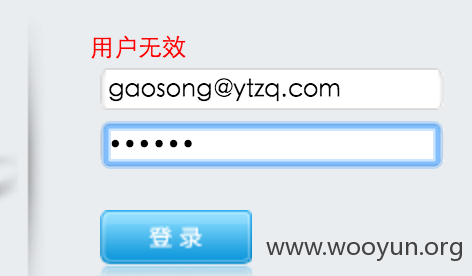 用户无效
gaosong@ytzq.com
••••••
登录
www.wooyun.org